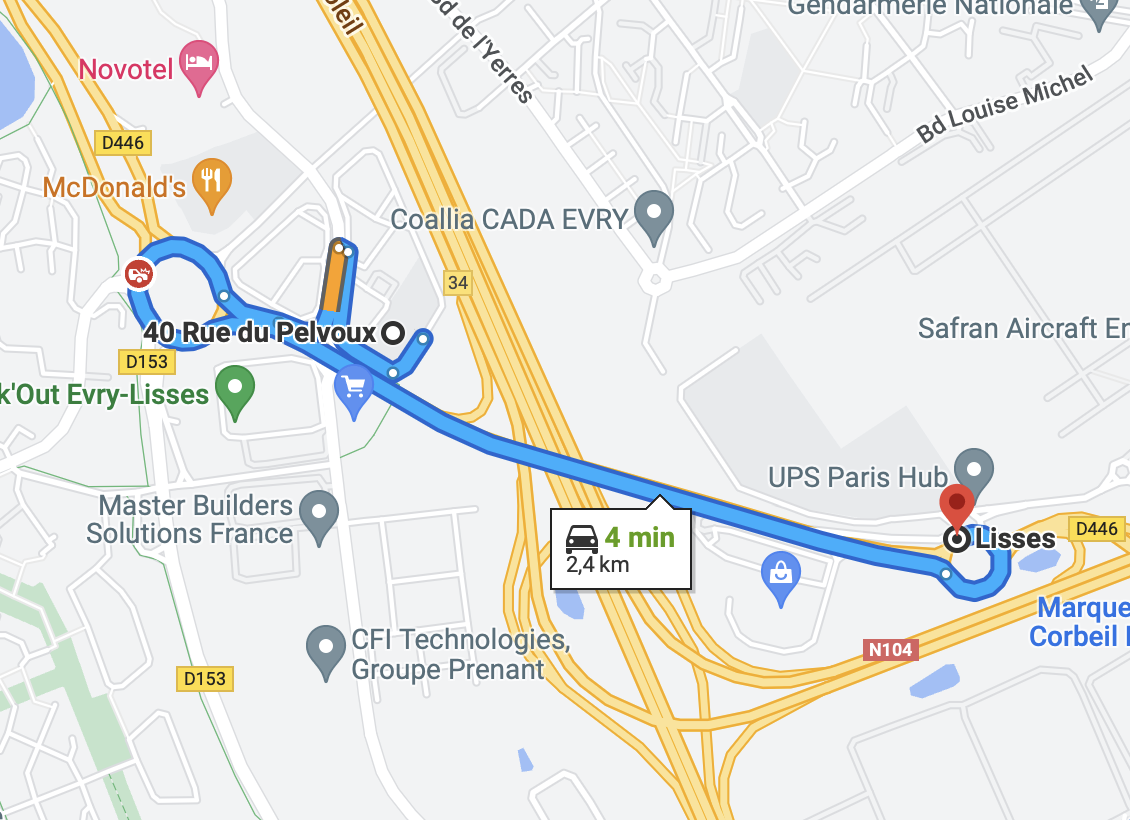 oleil
Bd de l'Yerres
Gendarmerie Nationale
Novotel
Bd Louise Michel
D446
McDonald's
Coallia CADA EVRY
34
40 Rue du Pelvoux
Safran Aircraft En
D153
k'Out Evry-Lisses
UPS Paris Hub
Master Builders
Solutions France
4 min
2,4 km
Lisses
D446
Marque
Corbeil
CFI Technologies,
Groupe Prenant
N104
D153